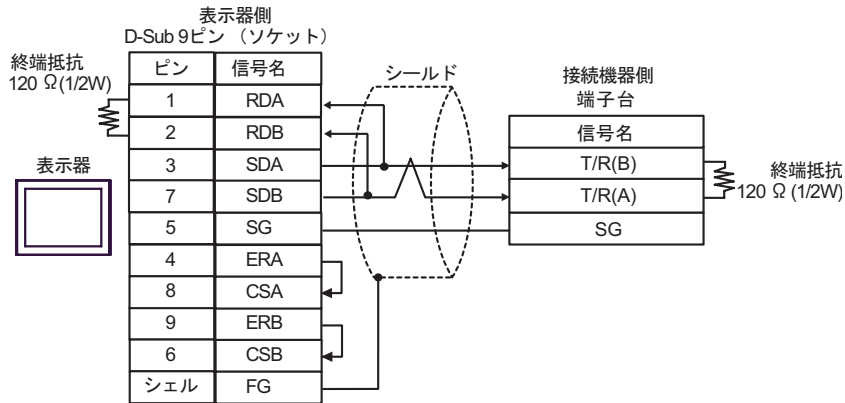 表示器側
D-Sub 9ピン （ソケット）
終端抵抗
120 Ω(1/2W)
ピン 信号名
1 RDA
2 RDB
3 SDA
7 SDB
5 SG
4 ERA
8 CSA
9 ERB
6 CSB
シェル FG
表示器
シールド
接続機器側
端子台
信号名
T/R(B)
T/R(A)
SG
終端抵抗
120 Ω (1/2W)